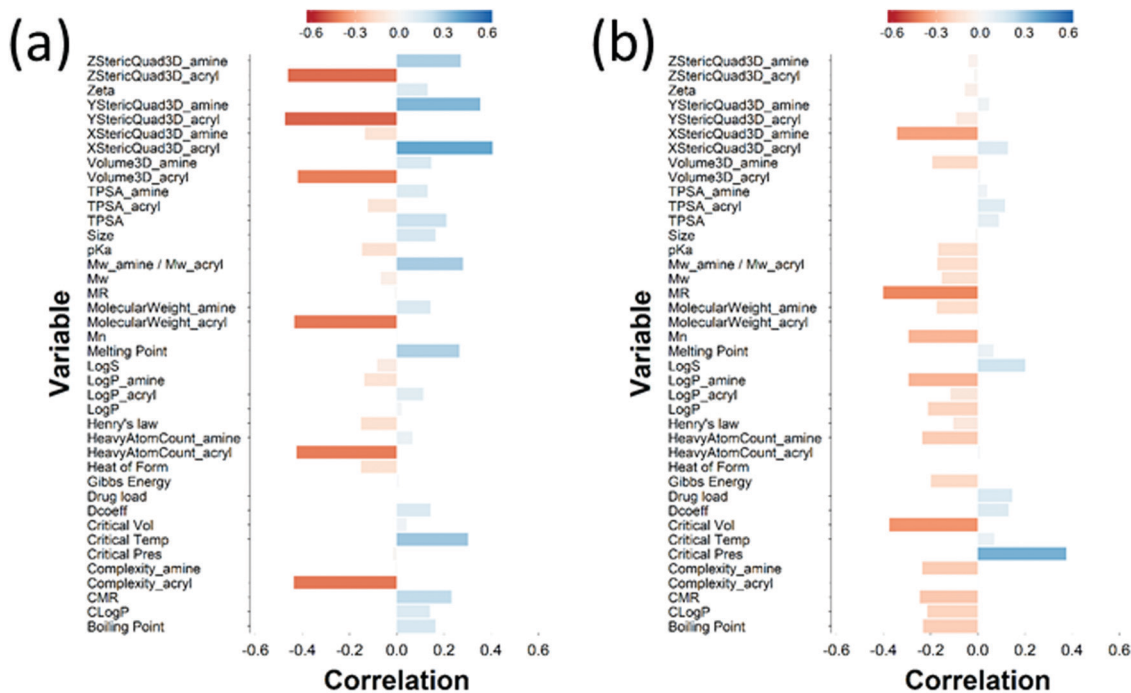 (a)
-0.6 -0.3 0.0 0.3 0.6
Variable
ZStericQuad3D_amine
ZStericQuad3D_acryl
Zeta
YStericQuad3D_amine
YStericQuad3D_acryl
XStericQuad3D_amine
XStericQuad3D_acryl
Volume3D_amine
Volume3D_acryl
TPSA_amine
TPSA_acryl
TPSA
Size
pKa
Mw_amine / Mw_acryl
Mw
MR
MolecularWeight_amine
MolecularWeight_acryl
Mn
Melting Point
LogS
LogP_amine
LogP_acryl
LogP
Henry's law
HeavyAtomCount_amine
HeavyAtomCount_acryl
Heat of Form
Gibbs Energy
Drug load
Dcoeff
Critical Vol
Critical Temp
Critical Pres
Complexity_amine
Complexity_acryl
CMR
CLogP
Boiling Point
-0.6 -0.4 -0.2 0.0 0.2 0.4 0.6
Correlation
(b)
-0.6 -0.3 0.0 0.3 0.6
Variable
ZStericQuad3D_amine
ZStericQuad3D_acryl
Zeta
YStericQuad3D_amine
YStericQuad3D_acryl
XStericQuad3D_amine
XStericQuad3D_acryl
Volume3D_amine
Volume3D_acryl
TPSA_amine
TPSA_acryl
TPSA
Size
pKa
Mw_amine / Mw_acryl
Mw
MR
MolecularWeight_amine
MolecularWeight_acryl
Mn
Melting Point
LogS
LogP_amine
LogP_acryl
LogP
Henry's law
HeavyAtomCount_amine
HeavyAtomCount_acryl
Heat of Form
Gibbs Energy
Drug load
Dcoeff
Critical Vol
Critical Temp
Critical Pres
Complexity_amine
Complexity_acryl
CMR
CLogP
Boiling Point
-0.6 -0.4 -0.2 0.0 0.2 0.4 0.6
Correlation